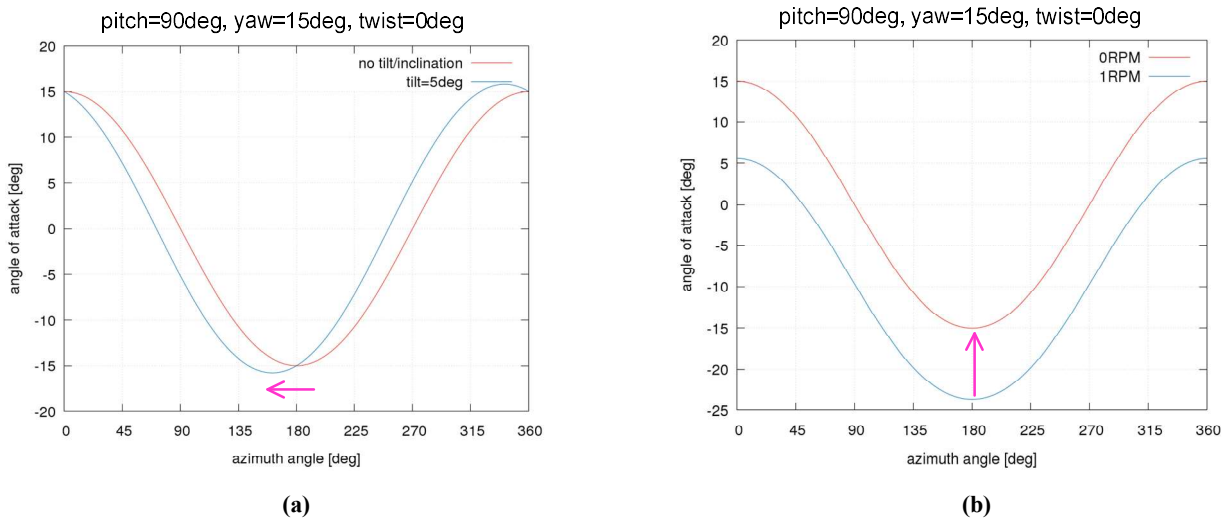 pitch=90deg, yaw=15deg, twist=0deg
no tilt/inclination
tilt=5deg
20
15
10
5
0
-5
-10
-15
-20
angle of attack [deg]
0 45 90 135 180 225 270 315 360
azimuth angle [deg]
(a)
pitch=90deg, yaw=15deg, twist=0deg
0RPM
1RPM
20
15
10
5
0
-5
-10
-15
-20
-25
angle of attack [deg]
0 45 90 135 180 225 270 315 360
azimuth angle [deg]
(b)